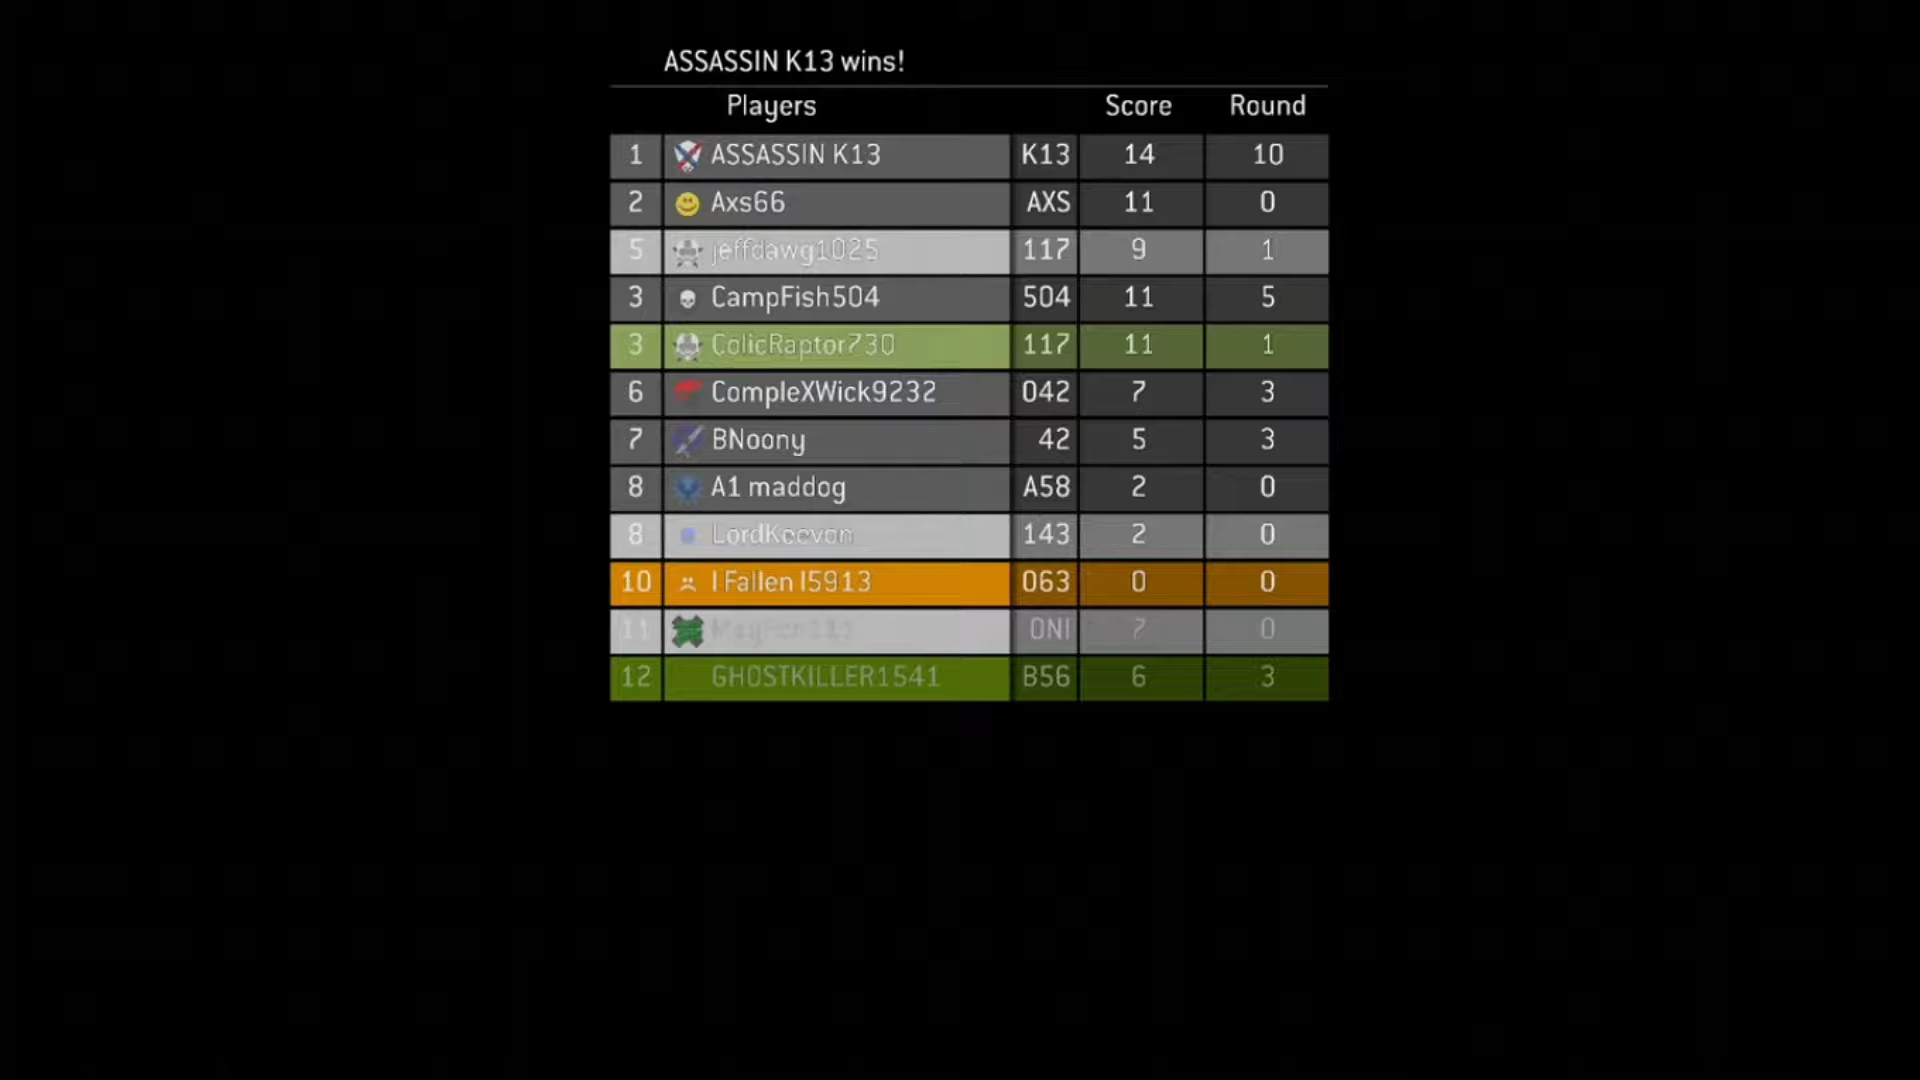 ASSASSIN K13 wins!
Players Score Round
1 ASSASSIN K13 K13 14 10
2 Axs66 AXS 11 0
5 jeffdawg1025 117 9 1
3 CampFish504 504 11 5
3 ColicRaptor730 117 11 1
6 CompleXWick9232 042 7 3
7 BNoony 42 5 3
8 A1 maddog A58 2 0
8 LordKeevan 143 2 0
10 I Fallen I5913 063 0 0
11 ONI 7 0
12 GHOSTKILLER1541 B56 6 3